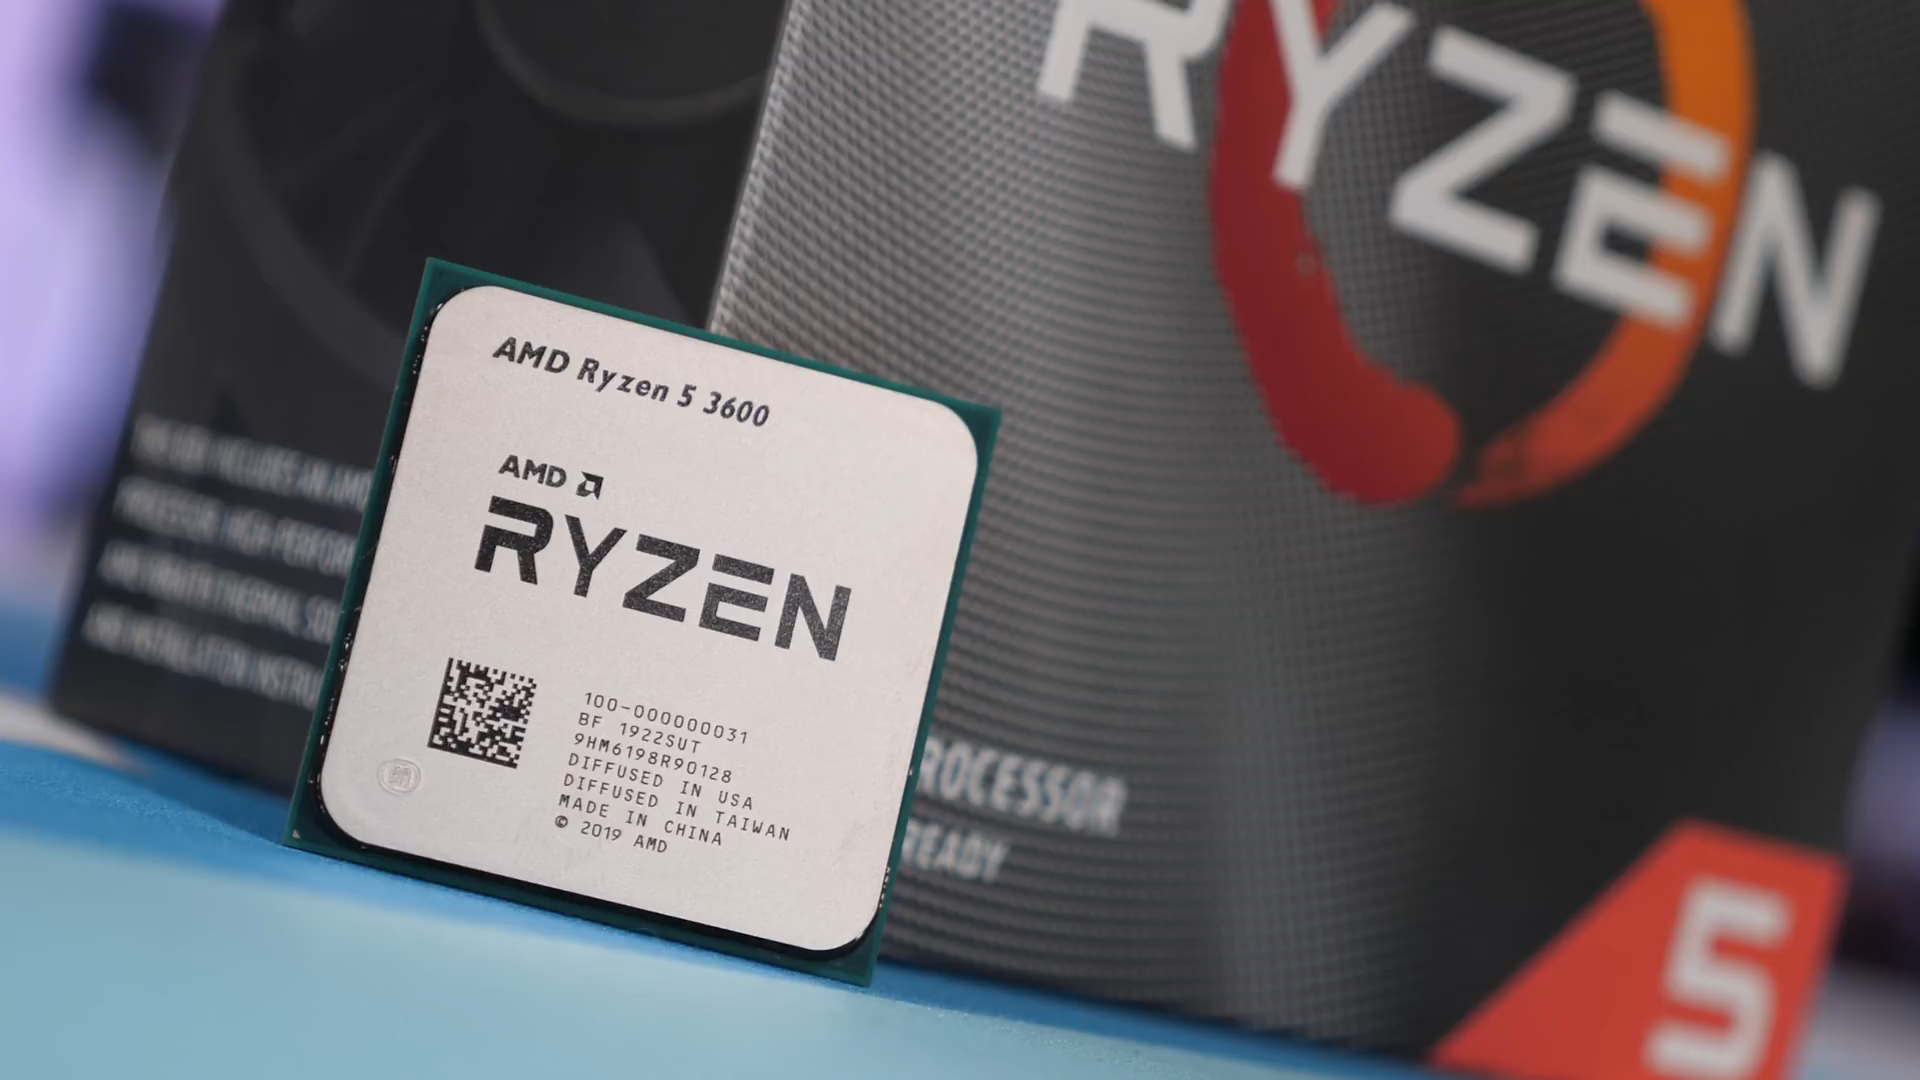 RYZEN
AMD Ryzen 5 3600
AMD
RYZEN
100-000000031
BF 1922SUT
9HM6198R90128
DIFFUSED IN USA
DIFFUSED IN TAIWAN
MADE IN CHINA
© 2019 AMD
ROCESSOR
READY
5